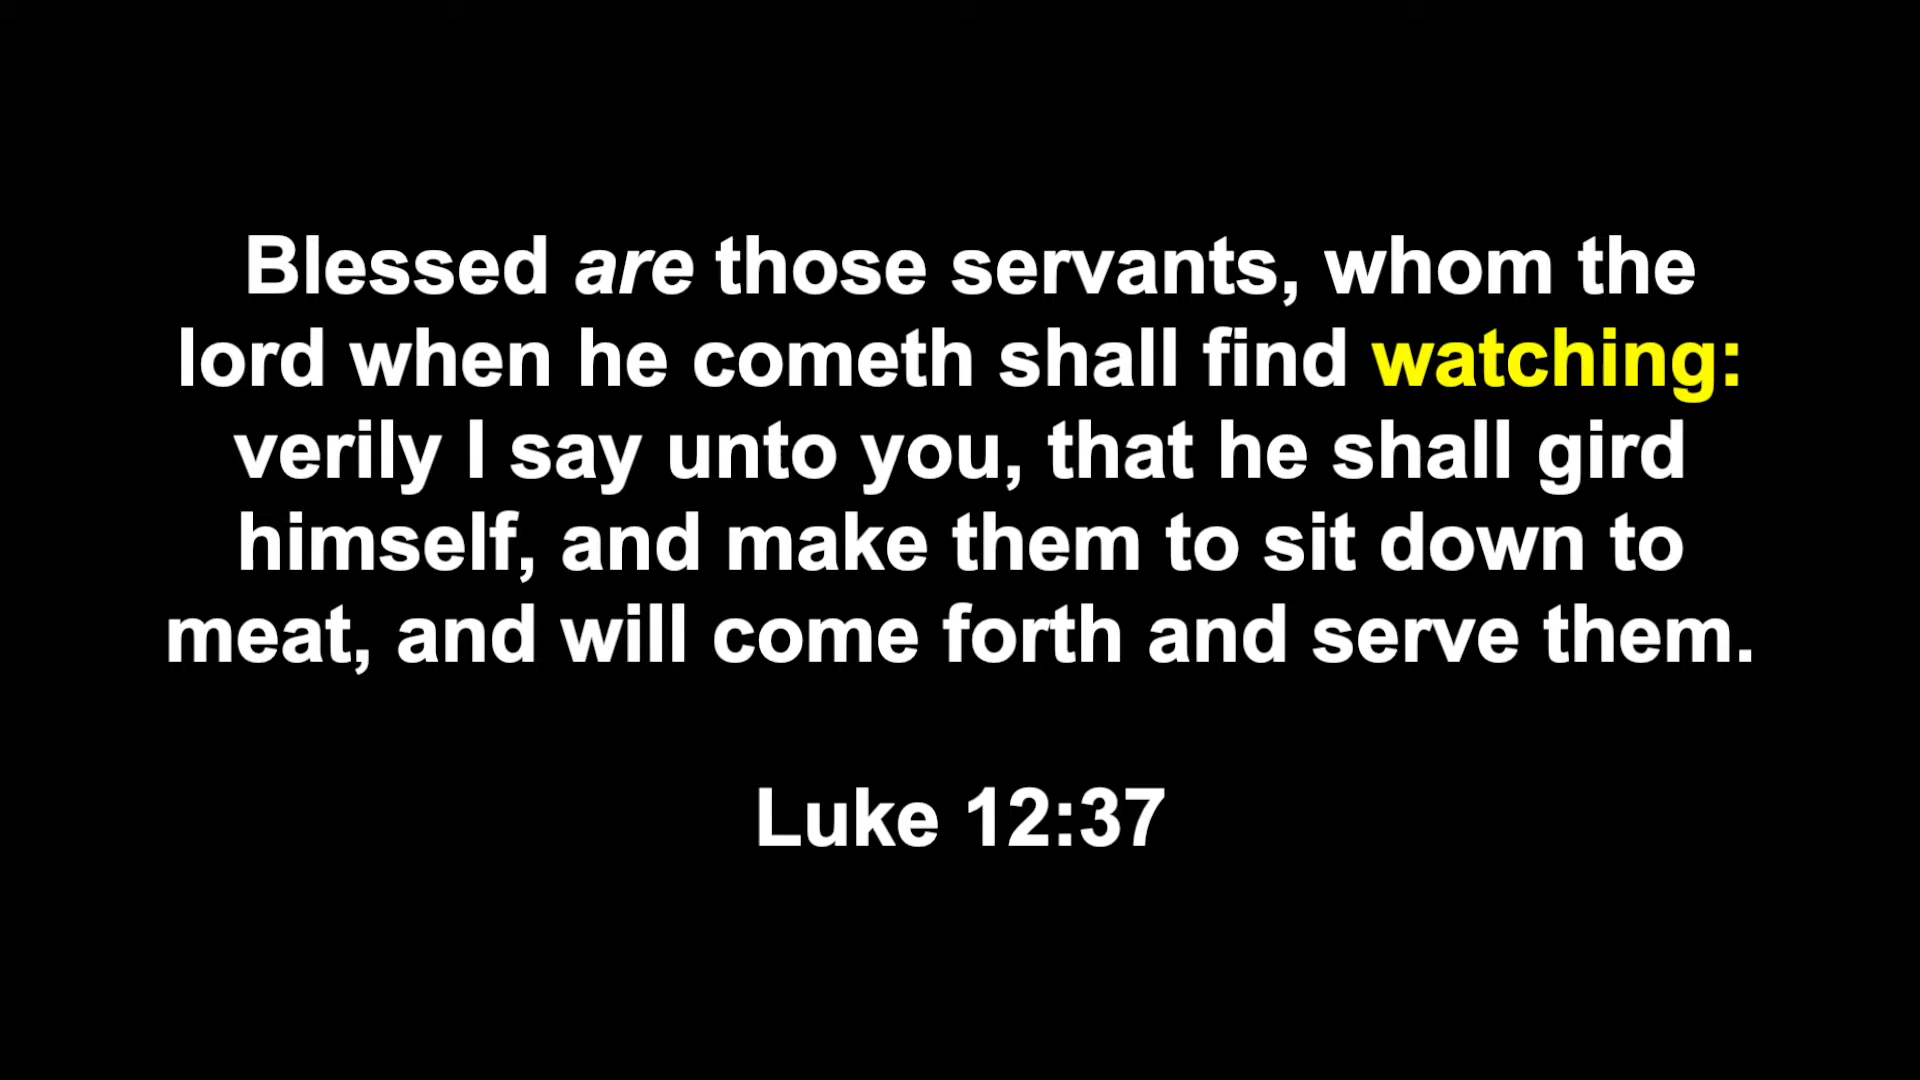 Blessed are those servants, whom the
lord when he cometh shall find watching:
verily I say unto you, that he shall gird
himself, and make them to sit down to
meat, and will come forth and serve them.
Luke 12:37